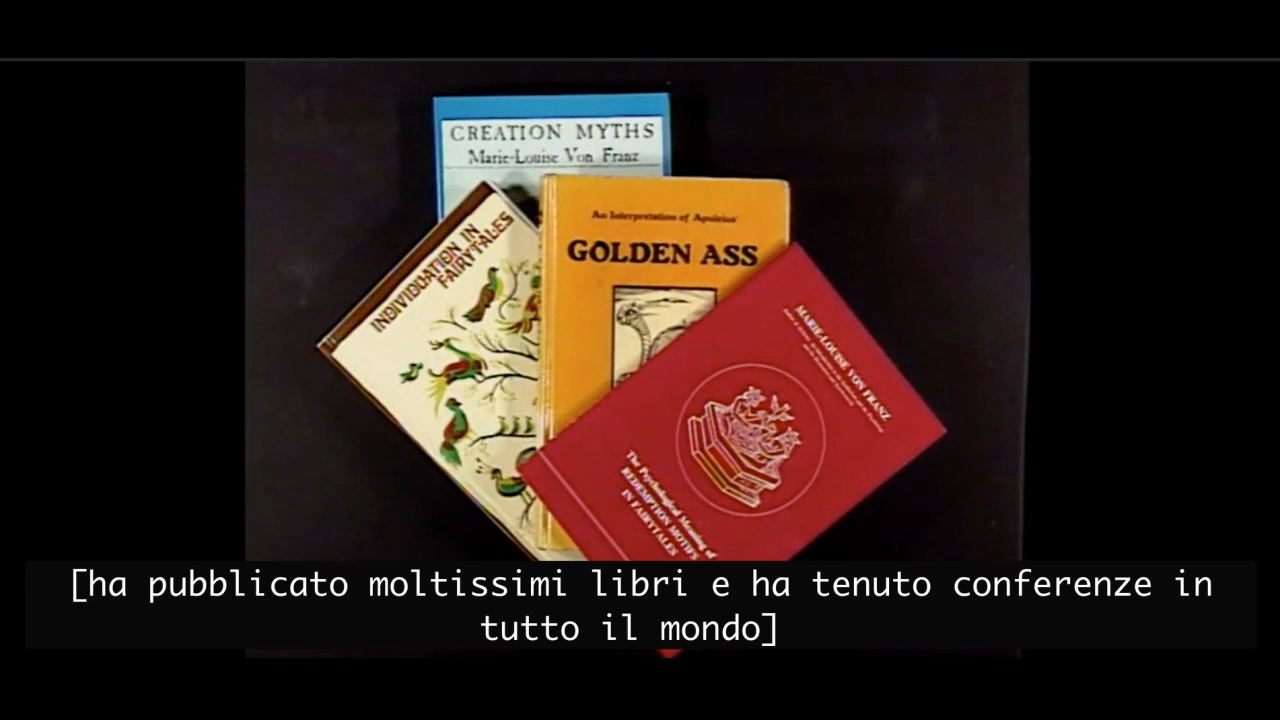 CREATION MYTHS
Marie-Louise Von Franz
INDIVIDUATION IN
FAIRYTALES
An Interpretation of Apuleius'
GOLDEN ASS
MARIE-LOUISE VON FRANZ
The Psychological Meaning of
REDEMPTION MOTIFS
IN FAIRYTALES
[ha pubblicato moltissimi libri e ha tenuto conferenze in
tutto il mondo]